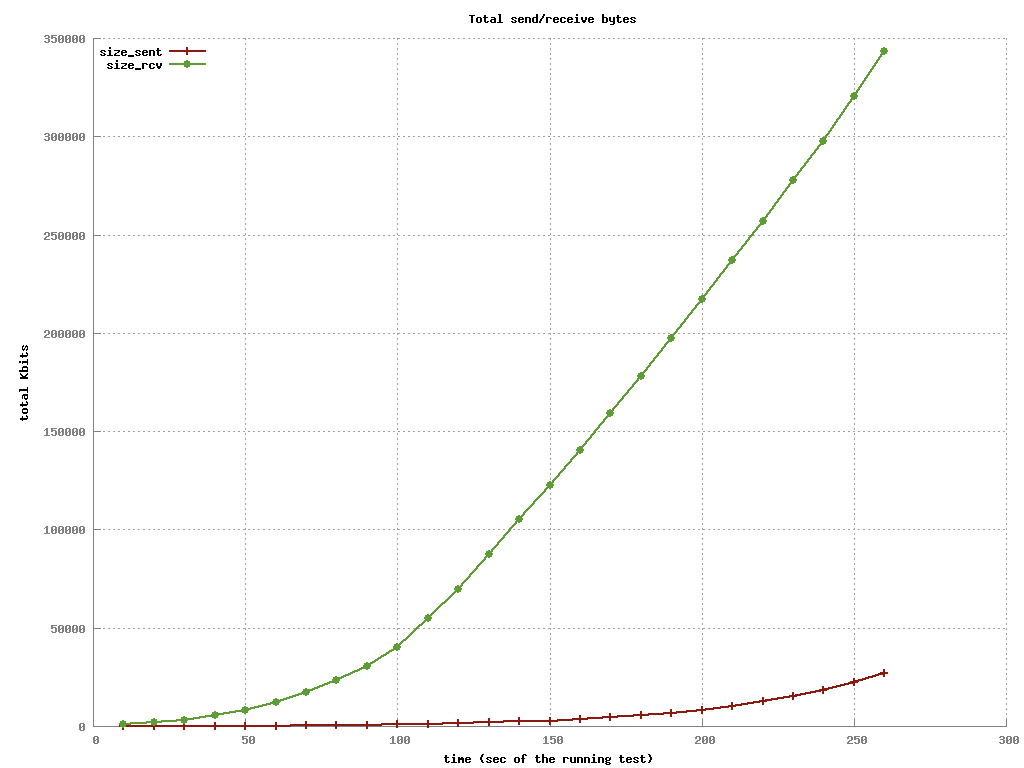 Total send/receive bytes
350000
size_sent
size_rcv
300000
250000
200000
total Kbits
150000
100000
50000
0
0 50 100 150 200 250 300
time (sec of the running test)